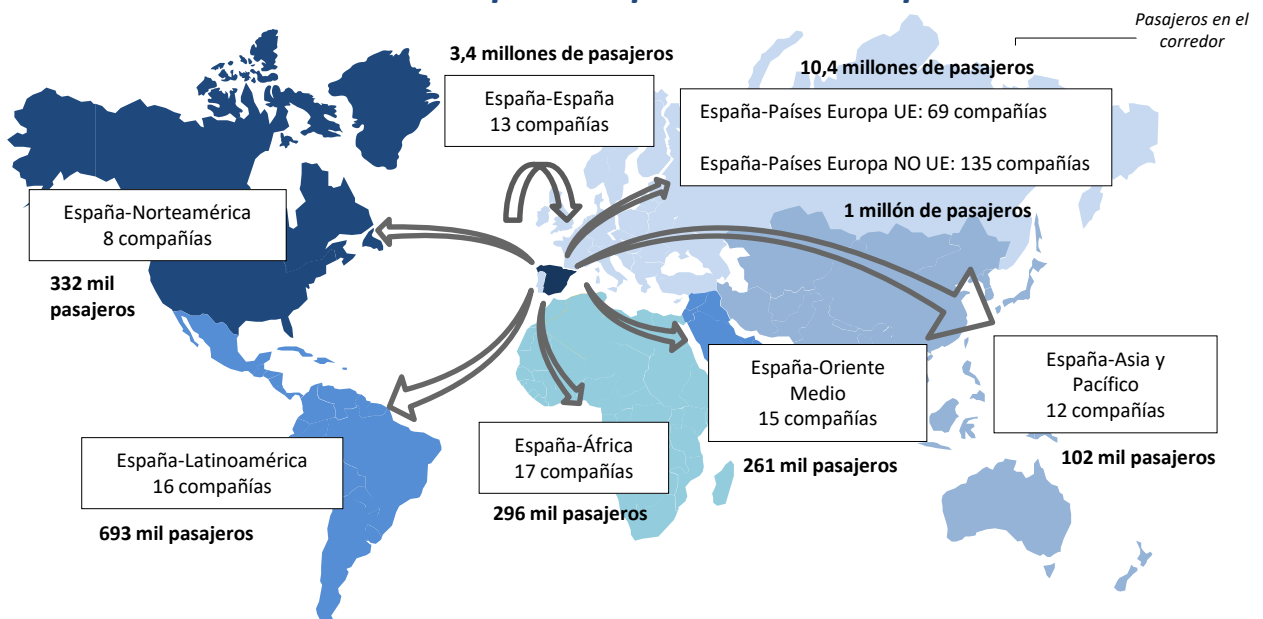 Pasajeros en el
corredor
3,4 millones de pasajeros
España-España
13 compañías
10,4 millones de pasajeros
España-Países Europa UE: 69 compañías
España-Países Europa NO UE: 135 compañías
1 millón de pasajeros
España-Norteamérica
8 compañías
332 mil
pasajeros
España-Oriente
Medio
15 compañías
261 mil pasajeros
España-Asia y
Pacífico
12 compañías
102 mil pasajeros
España-África
17 compañías
296 mil pasajeros
España-Latinoamérica
16 compañías
693 mil pasajeros